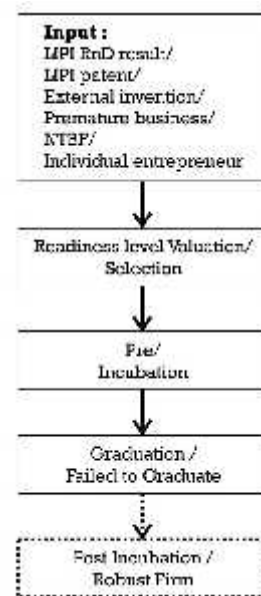 Input :
LIPI RnD result/
LIPI patent/
External invention/
Premature business/
NTBF/
Individual entrepreneur
Readiness level Valuation/
Selection
Pre/
Incubation
Graduation /
Failed to Graduate
Post Incubation /
Robust Firm